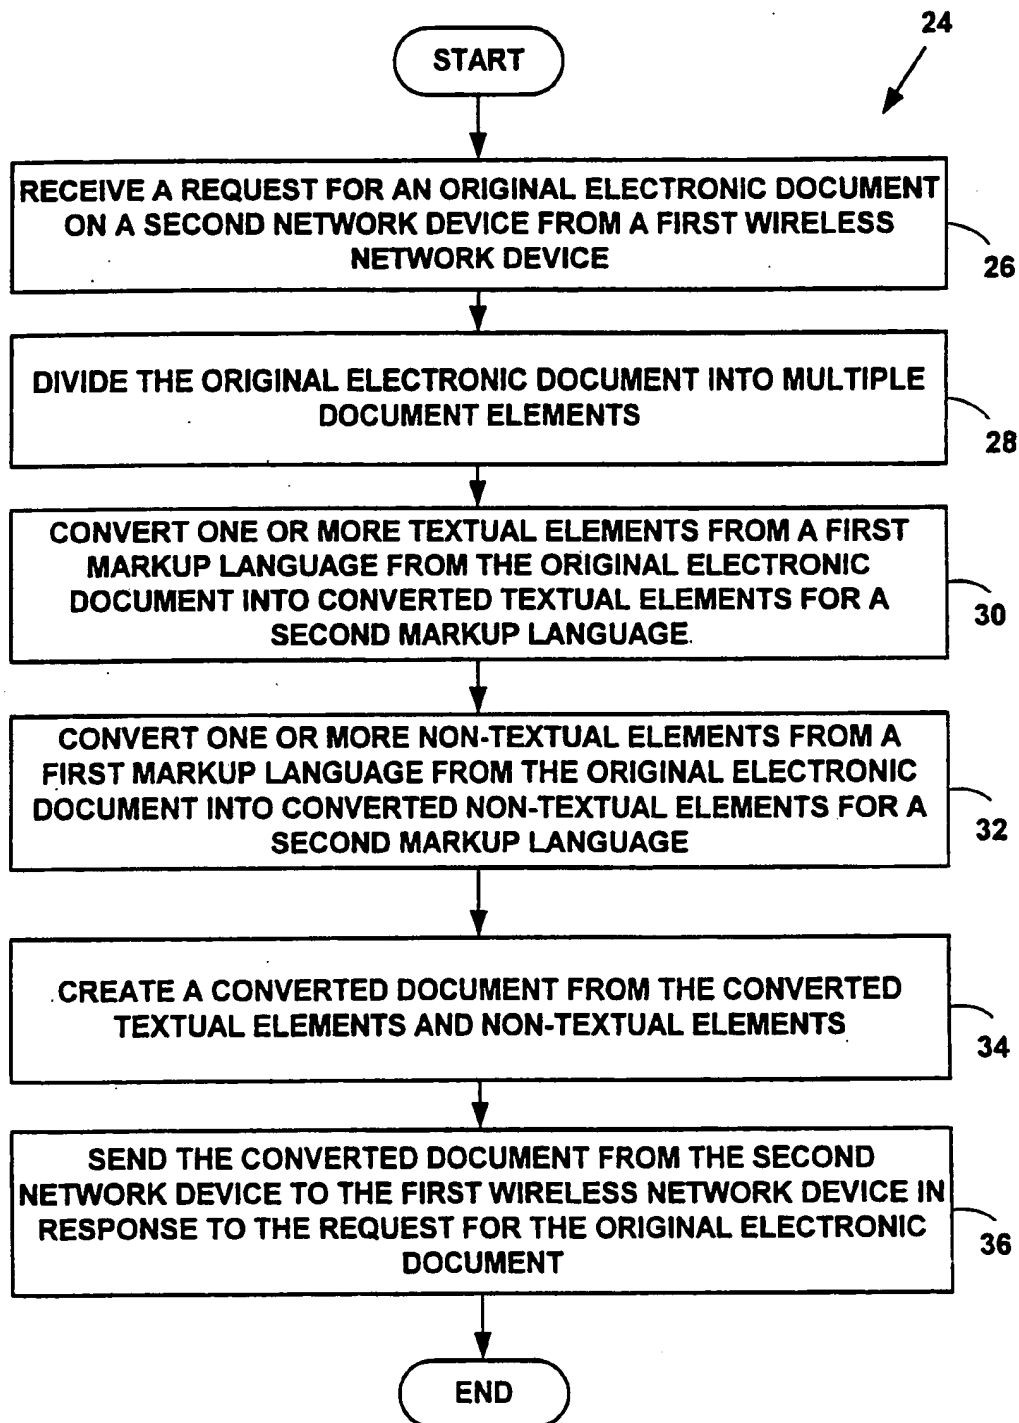 24
START
RECEIVE A REQUEST FOR AN ORIGINAL ELECTRONIC DOCUMENT
ON A SECOND NETWORK DEVICE FROM A FIRST WIRELESS
NETWORK DEVICE
26
DIVIDE THE ORIGINAL ELECTRONIC DOCUMENT INTO MULTIPLE
DOCUMENT ELEMENTS
28
CONVERT ONE OR MORE TEXTUAL ELEMENTS FROM A FIRST
MARKUP LANGUAGE FROM THE ORIGINAL ELECTRONIC
DOCUMENT INTO CONVERTED TEXTUAL ELEMENTS FOR A
SECOND MARKUP LANGUAGE
30
CONVERT ONE OR MORE NON-TEXTUAL ELEMENTS FROM A
FIRST MARKUP LANGUAGE FROM THE ORIGINAL ELECTRONIC
DOCUMENT INTO CONVERTED NON-TEXTUAL ELEMENTS FOR A
SECOND MARKUP LANGUAGE
32
CREATE A CONVERTED DOCUMENT FROM THE CONVERTED
TEXTUAL ELEMENTS AND NON-TEXTUAL ELEMENTS
34
SEND THE CONVERTED DOCUMENT FROM THE SECOND
NETWORK DEVICE TO THE FIRST WIRELESS NETWORK DEVICE IN
RESPONSE TO THE REQUEST FOR THE ORIGINAL ELECTRONIC
DOCUMENT
36
END